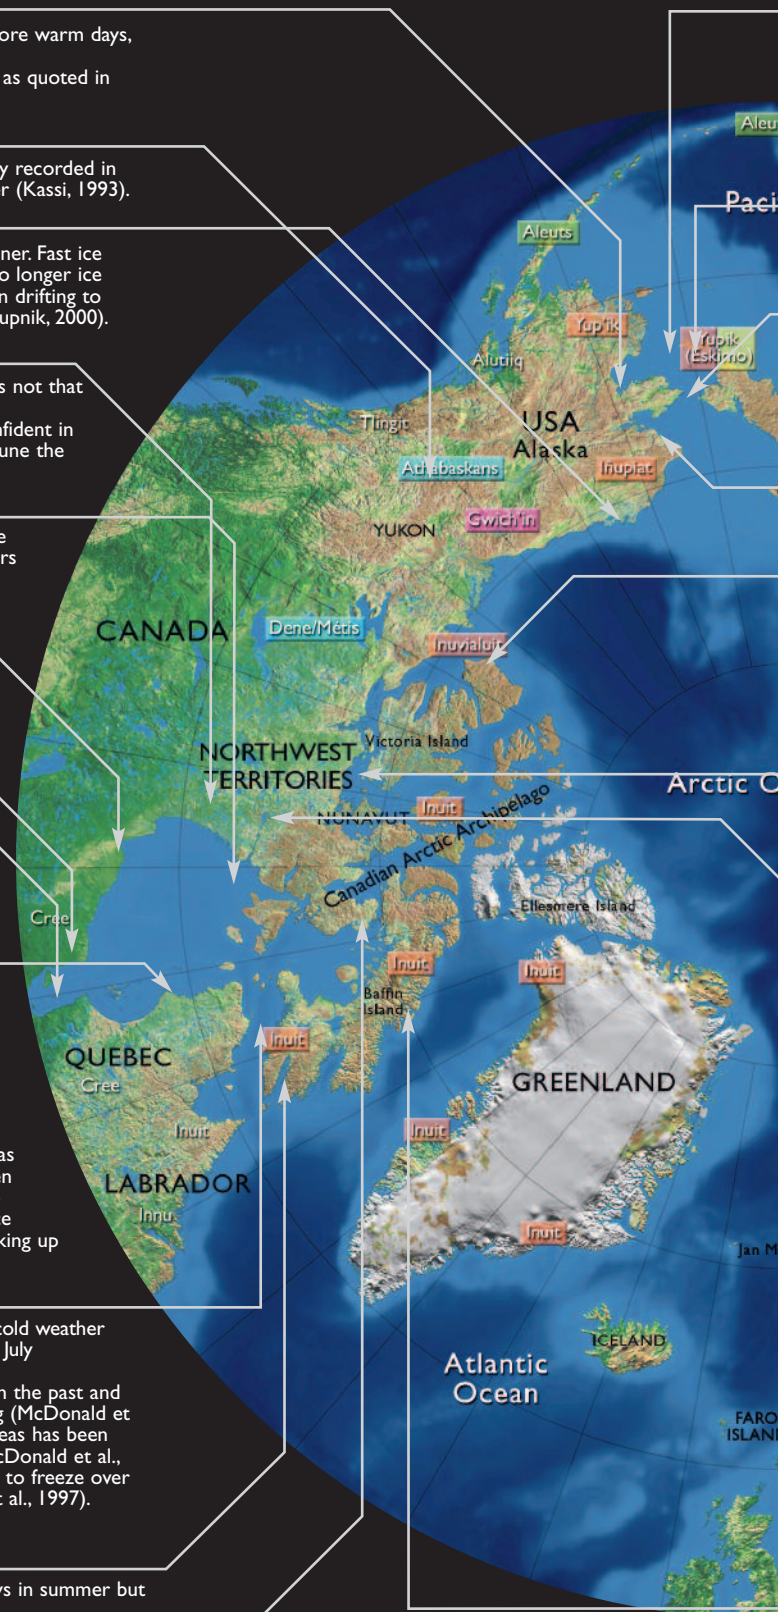 ore warm days,
as quoted in
y recorded in
er (Kassi, 1993).
ner. Fast ice
o longer ice
n drifting to
upnik, 2000).
s not that
nfident in
une the
e
rs
as
en
e
king up
cold weather
July
n the past and
g (McDonald et
eas has been
cDonald et al.,
to freeze over
t al., 1997).
ys in summer but
Aleu
Paci
Aleuts
Yup'ik
Yupik
(Eskimo)
Alutiiq
Tlingit
USA
Alaska
Athabaskans
Iñupiat
Gwich'in
YUKON
CANADA
Dene/Métis
Inuvialuit
Victoria Island
NORTHWEST
TERRITORIES
Arctic O
NUNAVUT
Inuit
Canadian Arctic Archipelago
Ellesmere Island
Cree
Inuit
Inuit
Baffin
Island
Inuit
QUEBEC
Cree
GREENLAND
Inuit
Inuit
LABRADOR
Innu
Inuit
Jan M
ICELAND
Atlantic
Ocean
FARO
ISLAN